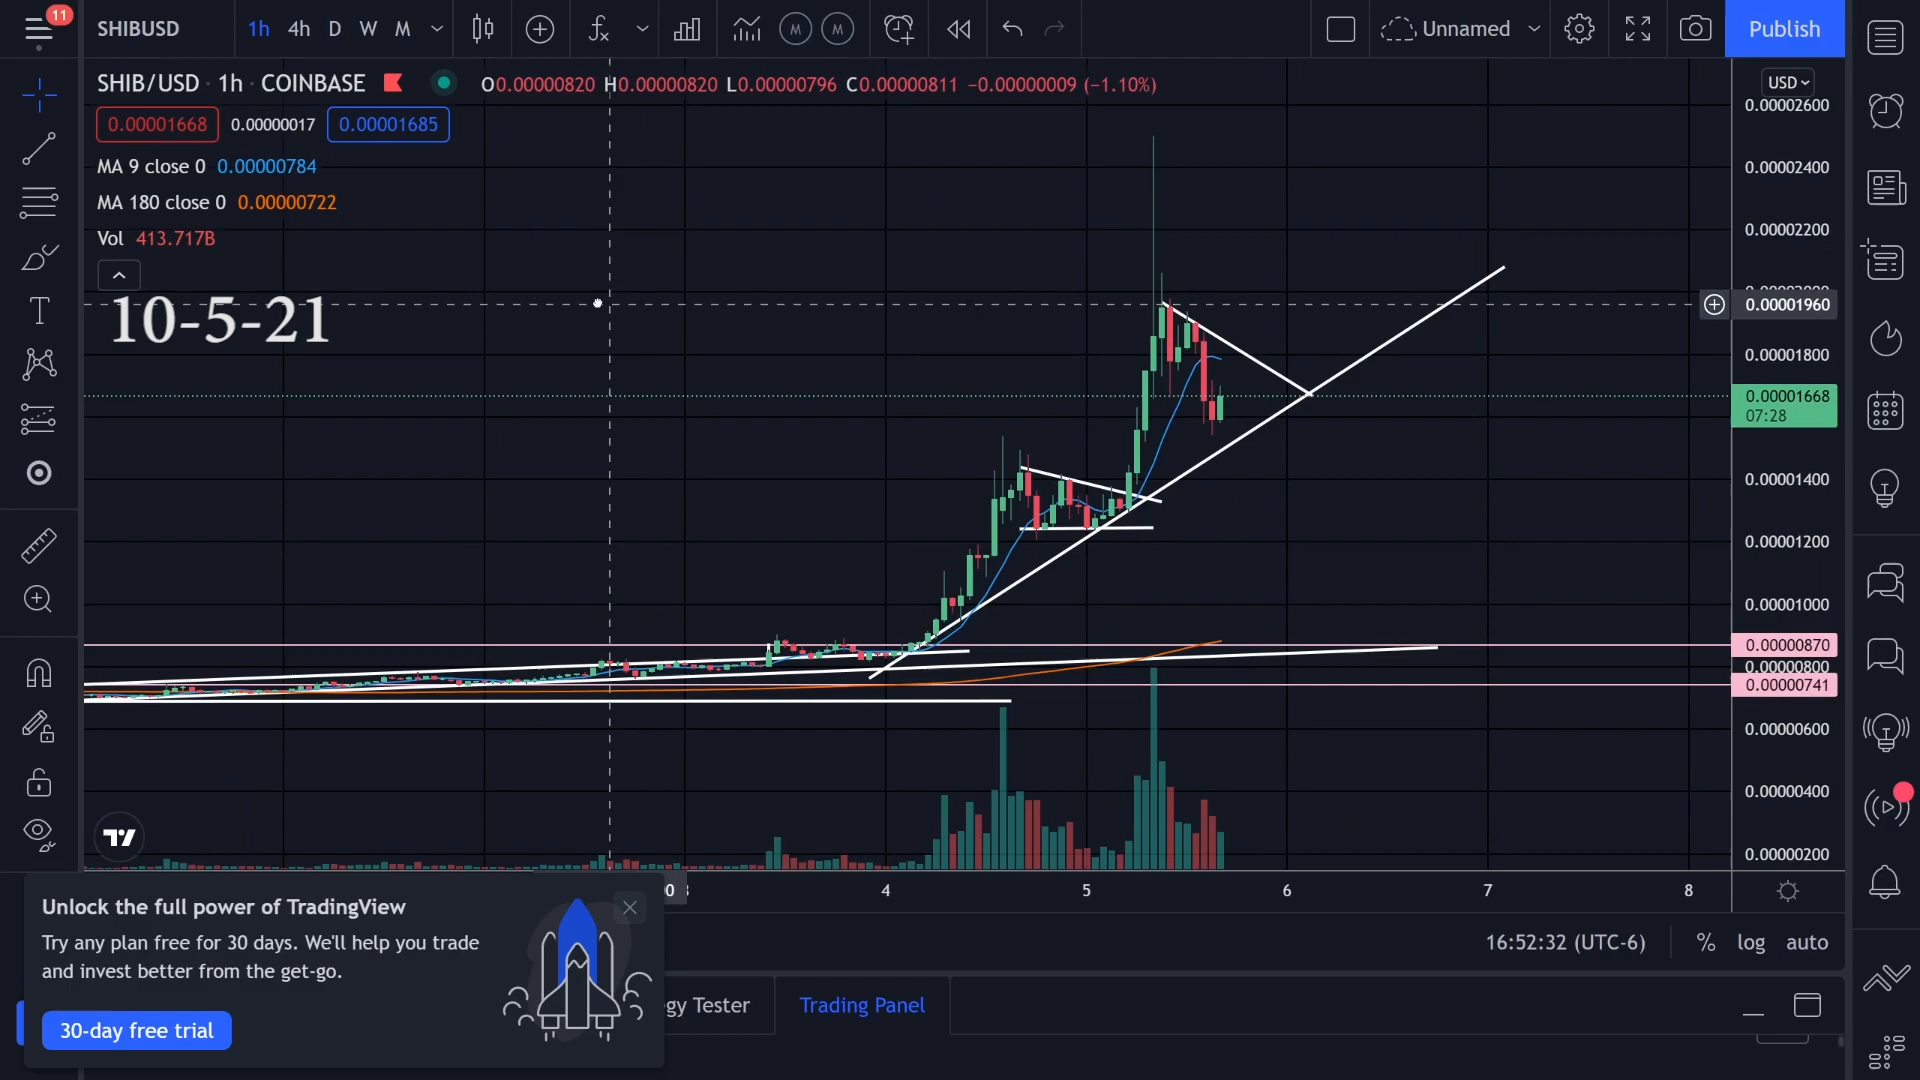 11
SHIBUSD 1h 4h D W M Unnamed Publish
SHIB/USD · 1h · COINBASE O0.00000820 H0.00000820 L0.00000796 C0.00000811 −0.00000009 (−1.10%)
USD
0.00001668 0.00000017 0.00001685
MA 9 close 0 0.00000784
MA 180 close 0 0.00000722
Vol 413.717B
10-5-21
0.00002600
0.00002400
0.00002200
0.00001960
0.00001800
0.00001668
07:28
0.00001400
0.00001200
0.00001000
0.00000870
0.00000800
0.00000741
0.00000600
0.00000400
0.00000200
4 5 6 7 8
Unlock the full power of TradingView
Try any plan free for 30 days. We'll help you trade
and invest better from the get-go.
30-day free trial
16:52:32 (UTC-6) % log auto
Tester Trading Panel